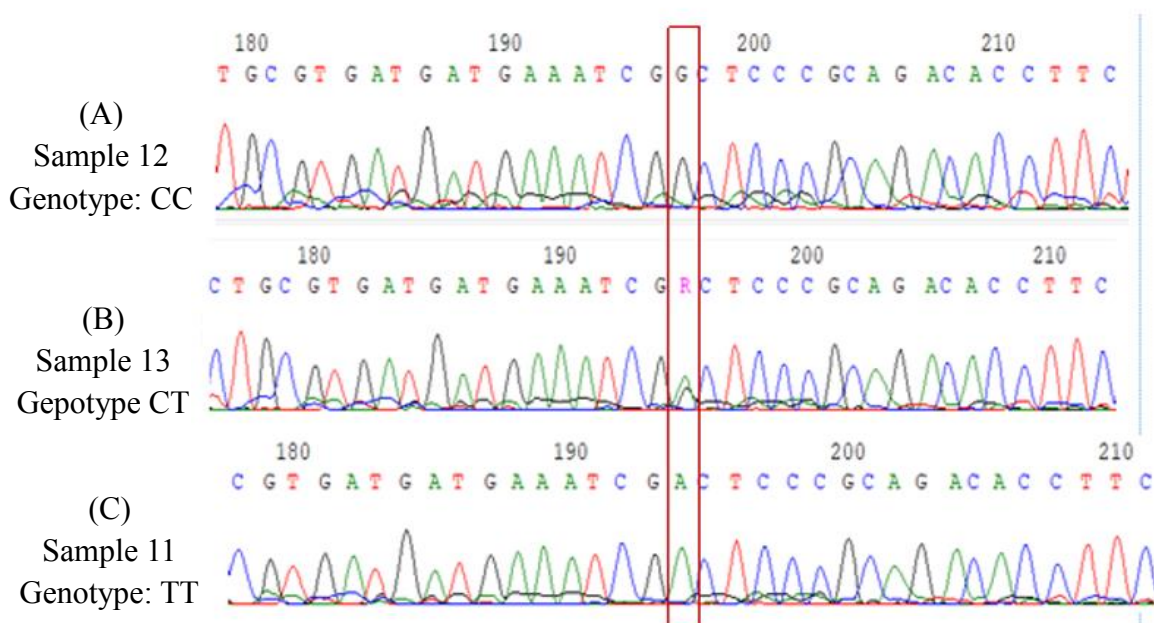 180 190 200 210
T G C G T G A T G A T G A A A T C G G C T C C C G C A G A C A C C T T C
(A)
Sample 12
Genotype: CC
180 190 200 210
C T G C G T G A T G A T G A A A T C G R C T C C C G C A G A C A C C T T C
(B)
Sample 13
Gepotype CT
180 190 200 210
C G T G A T G A T G A A A T C G A C T C C C G C A G A C A C C T T C
(C)
Sample 11
Genotype: TT